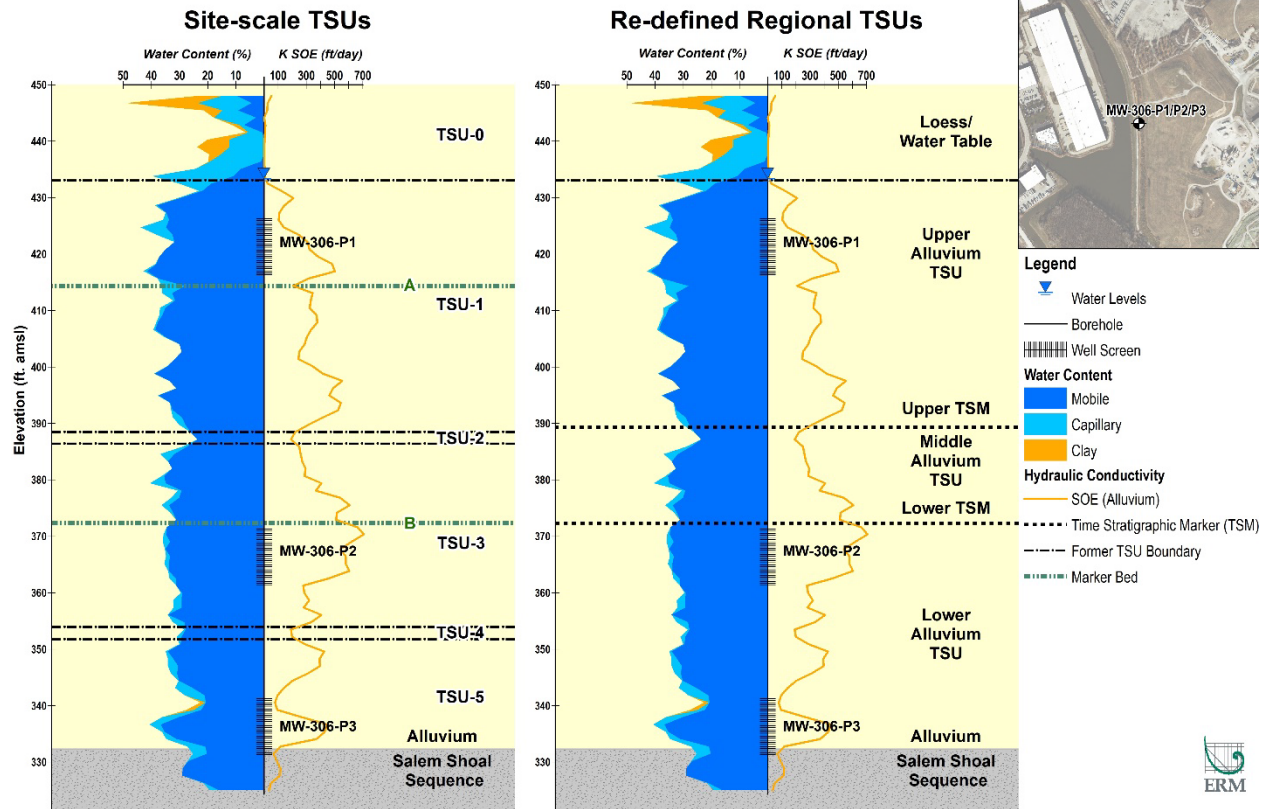 Site-scale TSUs
Water Content (%)
K SOE (ft/day)
50 40 30 20 10
100 300 500 700
Elevation (ft. amsl)
450
440
430
420
410
400
390
380
370
360
350
340
330
TSU-0
MW-306-P1
A
TSU-1
TSU-2
B
TSU-3
MW-306-P2
TSU-4
TSU-5
MW-306-P3
Alluvium
Salem Shoal
Sequence
Re-defined Regional TSUs
Water Content (%)
K SOE (ft/day)
50 40 30 20 10
100 300 500 700
450
440
430
420
410
400
390
380
370
360
350
340
330
Loess/
Water Table
MW-306-P1
Upper
Alluvium
TSU
Upper TSM
Middle
Alluvium
TSU
Lower TSM
MW-306-P2
Lower
Alluvium
TSU
MW-306-P3
Alluvium
Salem Shoal
Sequence
MW-306-P1/P2/P3
Legend
Water Levels
Borehole
Well Screen
Water Content
Mobile
Capillary
Clay
Hydraulic Conductivity
SOE (Alluvium)
Time Stratigraphic Marker (TSM)
Former TSU Boundary
Marker Bed
ERM